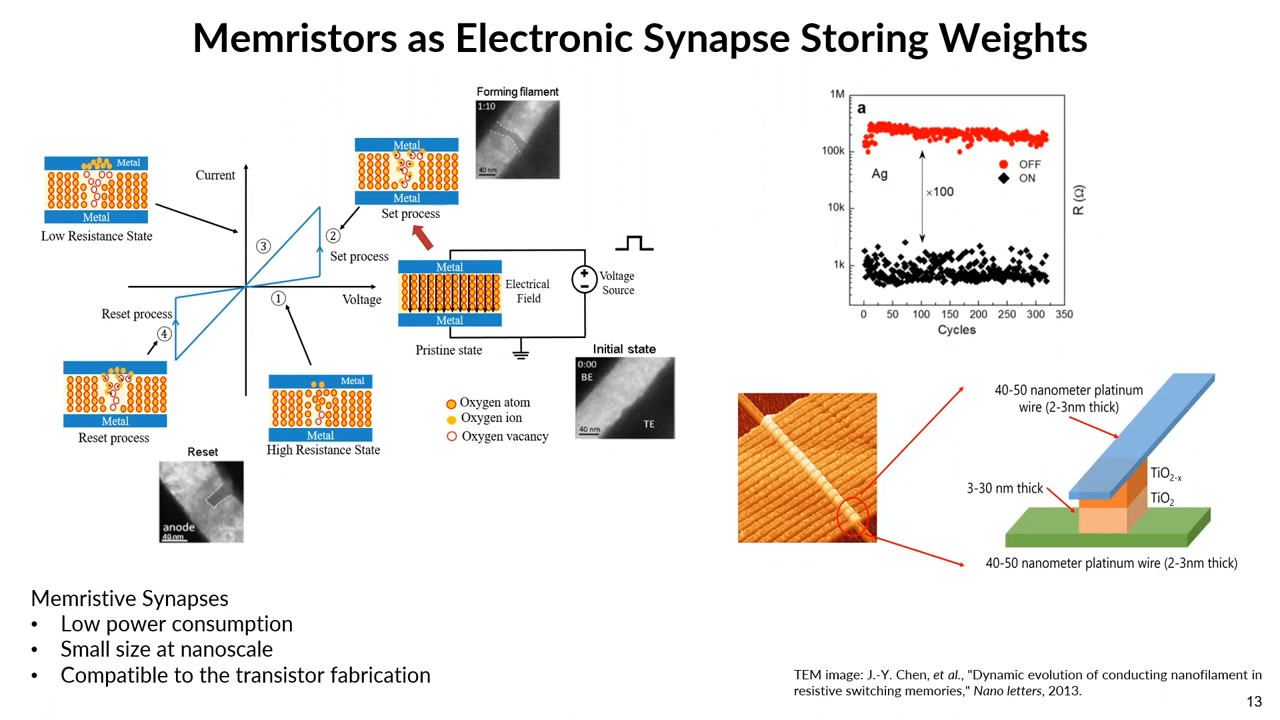 Memristors as Electronic Synapse Storing Weights
Forming filament
1:10
40 nm
Metal
Metal
Low Resistance State
Current
Metal
Metal
Set process
③
②
Set process
①
Voltage
Reset process
④
Metal
Metal
Pristine state
Electrical
Field
Voltage
Source
Initial state
0:00
BE
TE
40 nm
Metal
Reset process
Metal
Metal
High Resistance State
Oxygen atom
Oxygen ion
Oxygen vacancy
Reset
anode
40 nm
a
1M
100k
10k
1k
Ag
×100
OFF
ON
R (Ω)
0 50 100 150 200 250 300 350
Cycles
40-50 nanometer platinum
wire (2-3nm thick)
3-30 nm thick
TiO2-x
TiO2
40-50 nanometer platinum wire (2-3nm thick)
Memristive Synapses
• Low power consumption
• Small size at nanoscale
• Compatible to the transistor fabrication
TEM image: J.-Y. Chen, et al., "Dynamic evolution of conducting nanofilament in
resistive switching memories," Nano letters, 2013.
13